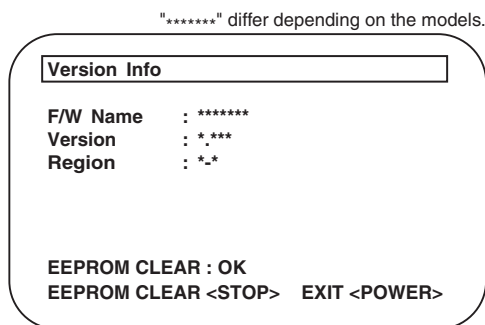 "*******" differ depending on the models.
Version Info
F/W Name : *******
Version : *.***
Region : *-*
EEPROM CLEAR : OK
EEPROM CLEAR <STOP> EXIT <POWER>